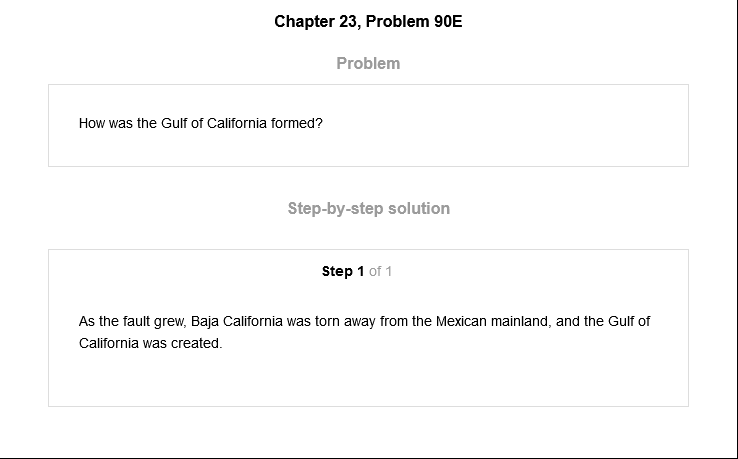 Chapter 23, Problem 90E
Problem
How was the Gulf of California formed?
Step-by-step solution
Step 1 of 1
As the fault grew, Baja California was torn away from the Mexican mainland, and the Gulf of
California was created.